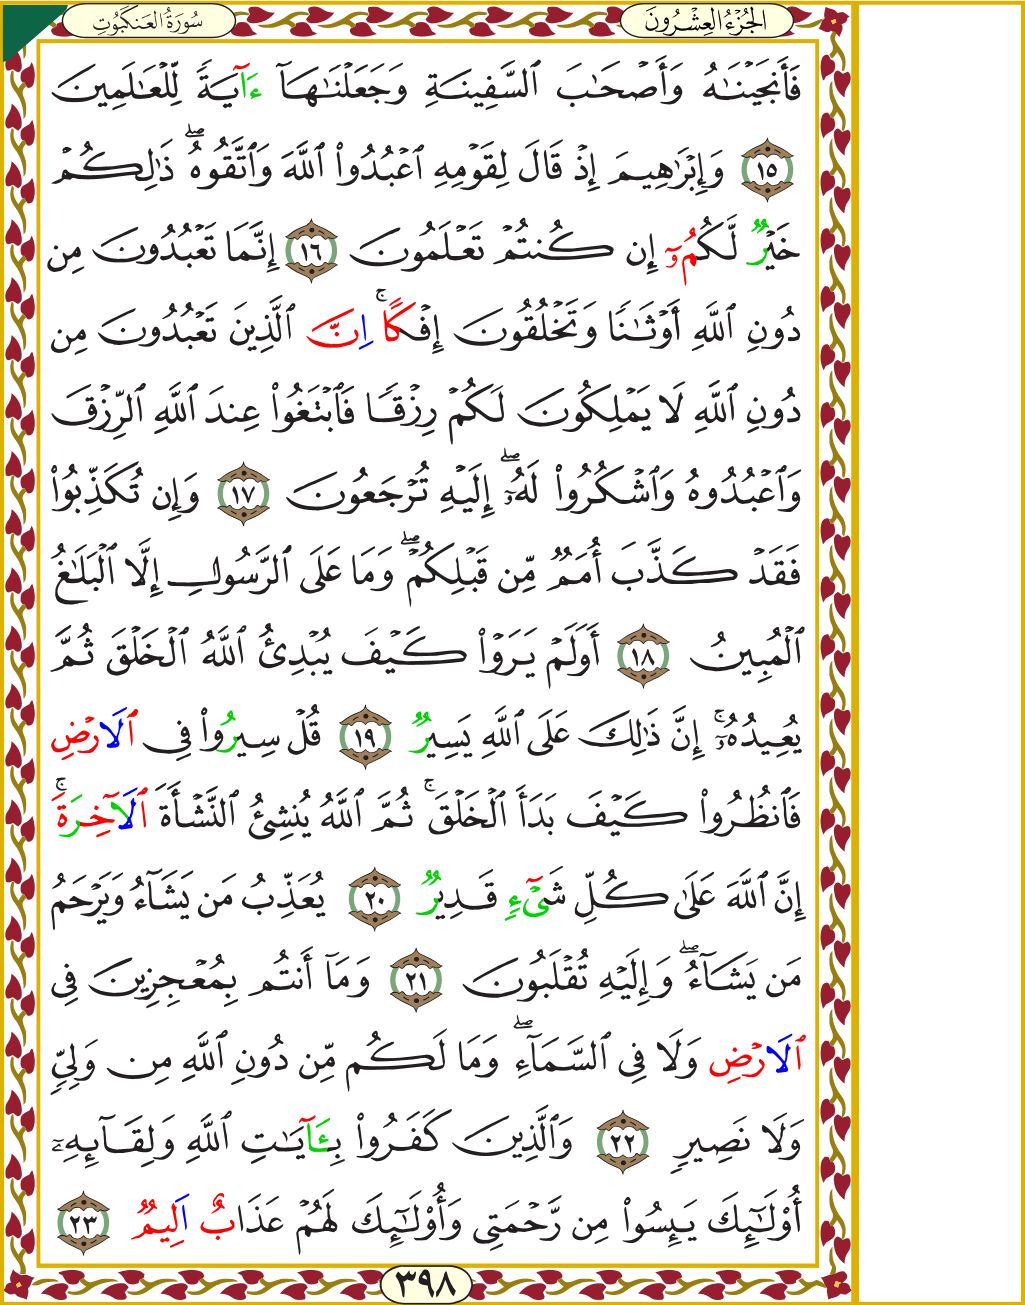 الجُزْءُ العِشْرُونَ
سُورَةُ العَنكَبُوتِ
فَأَنجَيْنَٰهُ وَأَصْحَٰبَ ٱلسَّفِينَةِ وَجَعَلْنَٰهَآ ءَايَةٗ لِّلْعَٰلَمِينَ
١٥ وَإِبْرَٰهِيمَ إِذْ قَالَ لِقَوْمِهِ ٱعْبُدُواْ ٱللَّهَ وَٱتَّقُوهُۖ ذَٰلِكُمْ
خَيْرٞ لَّكُمُۥٓ إِن كُنتُمْ تَعْلَمُونَ ١٦ إِنَّمَا تَعْبُدُونَ مِن
دُونِ ٱللَّهِ أَوْثَٰنٗا وَتَخْلُقُونَ إِفْكًاۚ اِنَّ ٱلَّذِينَ تَعْبُدُونَ مِن
دُونِ ٱللَّهِ لَا يَمْلِكُونَ لَكُمْ رِزْقٗا فَٱبْتَغُواْ عِندَ ٱللَّهِ ٱلرِّزْقَ
وَٱعْبُدُوهُ وَٱشْكُرُواْ لَهُۥٓۖ إِلَيْهِ تُرْجَعُونَ ١٧ وَإِن تُكَذِّبُواْ
فَقَدْ كَذَّبَ أُمَمٞ مِّن قَبْلِكُمْۖ وَمَا عَلَى ٱلرَّسُولِ إِلَّا ٱلْبَلَٰغُ
ٱلْمُبِينُ ١٨ أَوَلَمْ يَرَوْاْ كَيْفَ يُبْدِئُ ٱللَّهُ ٱلْخَلْقَ ثُمَّ
يُعِيدُهُۥٓۚ إِنَّ ذَٰلِكَ عَلَى ٱللَّهِ يَسِيرٞ ١٩ قُلْ سِيرُواْ فِي ٱلَارْضِ
فَٱنظُرُواْ كَيْفَ بَدَأَ ٱلْخَلْقَۚ ثُمَّ ٱللَّهُ يُنشِئُ ٱلنَّشْأَةَ ٱلَآخِرَةَۚ
إِنَّ ٱللَّهَ عَلَىٰ كُلِّ شَيْءٖ قَدِيرٞ ٢٠ يُعَذِّبُ مَن يَشَآءُ وَيَرْحَمُ
مَن يَشَآءُۖ وَإِلَيْهِ تُقْلَبُونَ ٢١ وَمَآ أَنتُم بِمُعْجِزِينَ فِي
ٱلَارْضِ وَلَا فِي ٱلسَّمَآءِۖ وَمَا لَكُم مِّن دُونِ ٱللَّهِ مِن وَلِيّٖ
وَلَا نَصِيرٖ ٢٢ وَٱلَّذِينَ كَفَرُواْ بِـَٔايَٰتِ ٱللَّهِ وَلِقَآئِهِۦٓ
أُوْلَٰٓئِكَ يَئِسُواْ مِن رَّحْمَتِي وَأُوْلَٰٓئِكَ لَهُمْ عَذَابٌ اَلِيمٞ ٢٣
٣٩٨